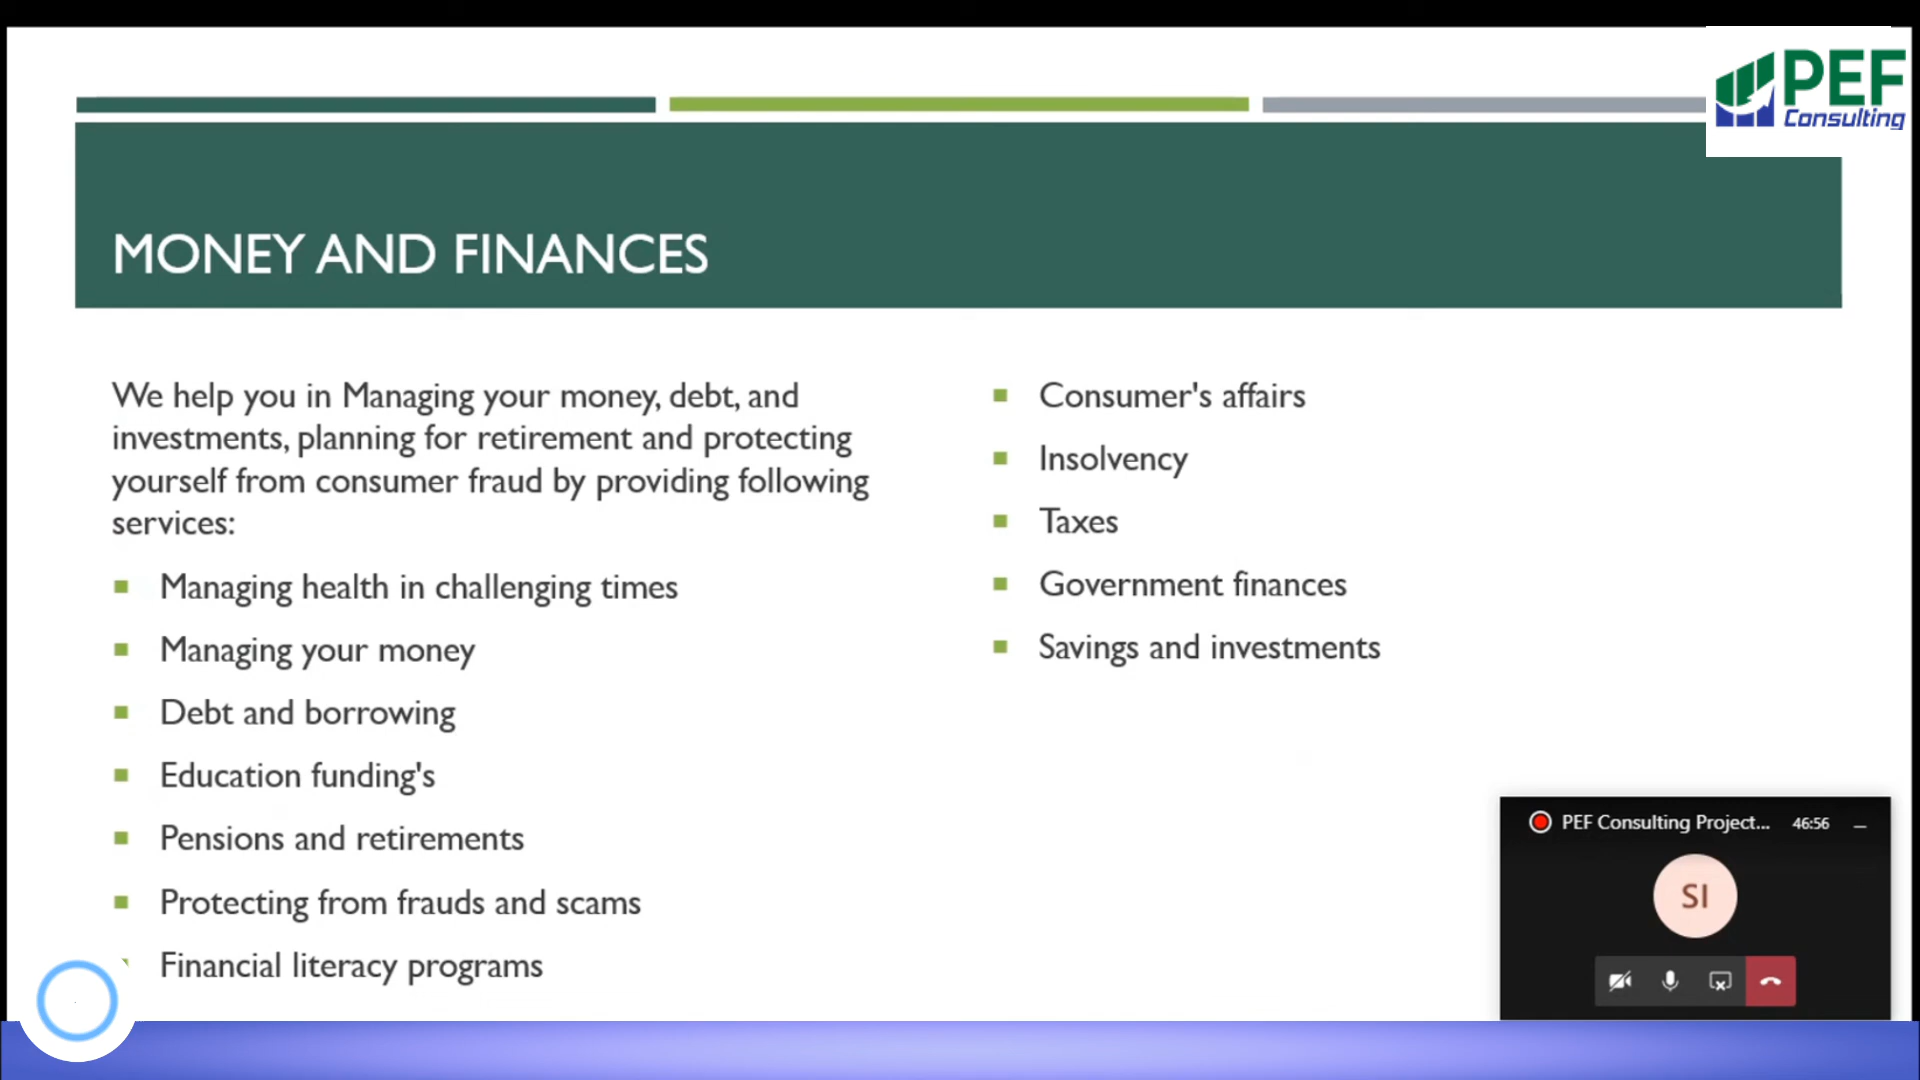 PEF
Consulting
MONEY AND FINANCES
We help you in Managing your money, debt, and
investments, planning for retirement and protecting
yourself from consumer fraud by providing following
services:
Managing health in challenging times
Managing your money
Debt and borrowing
Education funding's
Pensions and retirements
Protecting from frauds and scams
Financial literacy programs
Consumer's affairs
Insolvency
Taxes
Government finances
Savings and investments
PEF Consulting Project... 46:56
SI